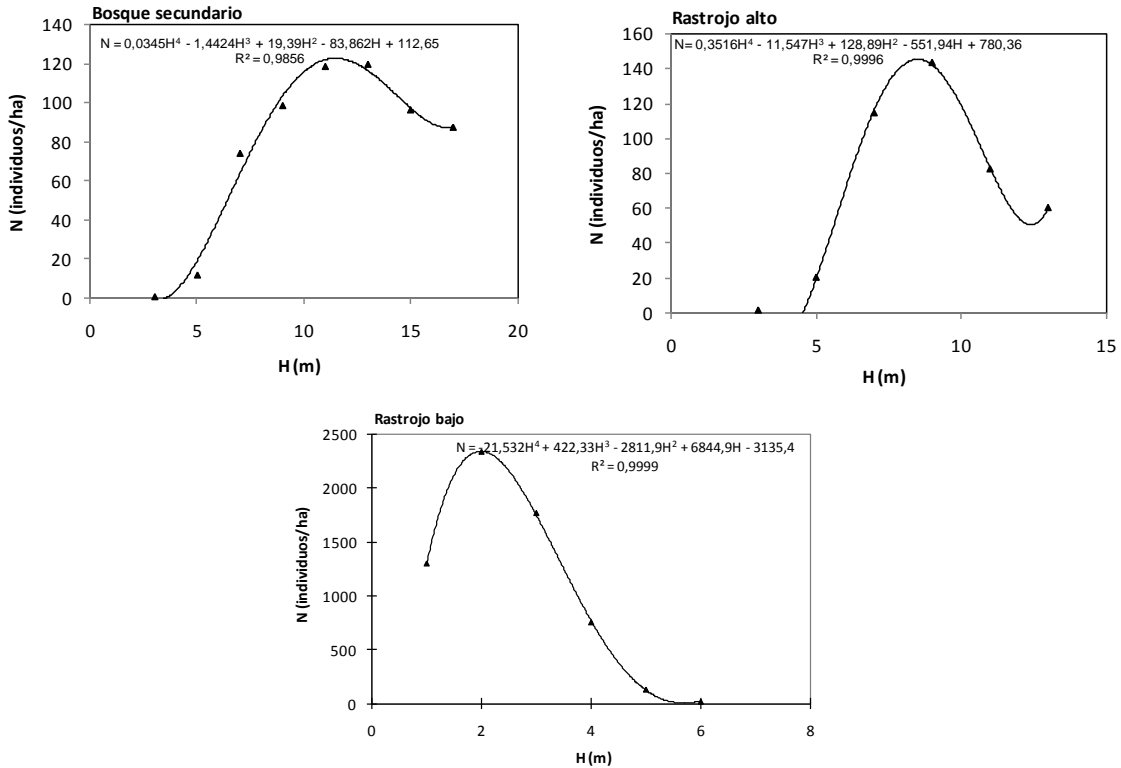 Bosque secundario
N = 0,0345H⁴ - 1,4424H³ + 19,39H² - 83,862H + 112,65
R² = 0,9856
140
120
100
80
60
40
20
0
N (individuos/ha)
0 5 10 15 20
H (m)
Rastrojo alto
N = 0,3516H⁴ - 11,547H³ + 128,89H² - 551,94H + 780,36
R² = 0,9996
160
140
120
100
80
60
40
20
0
N (individuos/ha)
0 5 10 15
H (m)
Rastrojo bajo
N = -21,532H⁴ + 422,33H³ - 2811,9H² + 6844,9H - 3135,4
R² = 0,9999
2500
2000
1500
1000
500
0
N (individuos/ha)
0 2 4 6 8
H (m)